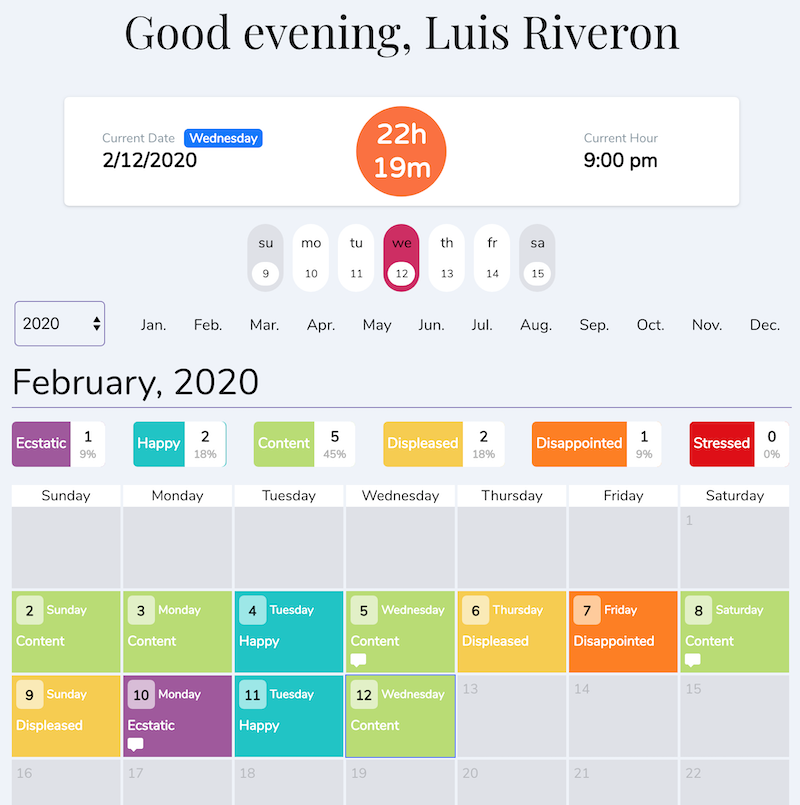 Good evening, Luis Riveron
Current Date Wednesday
2/12/2020
22h
19m
Current Hour
9:00 pm
su mo tu we th fr sa
9 10 11 12 13 14 15
2020 Jan. Feb. Mar. Apr. May Jun. Jul. Aug. Sep. Oct. Nov. Dec.
February, 2020
Ecstatic 1 9%
Happy 2 18%
Content 5 45%
Displeased 2 18%
Disappointed 1 9%
Stressed 0 0%
Sunday Monday Tuesday Wednesday Thursday Friday Saturday
1
2 Sunday
Content
3 Monday
Content
4 Tuesday
Happy
5 Wednesday
Content
6 Thursday
Displeased
7 Friday
Disappointed
8 Saturday
Content
9 Sunday
Displeased
10 Monday
Ecstatic
11 Tuesday
Happy
12 Wednesday
Content
13 14 15
16 17 18 19 20 21 22